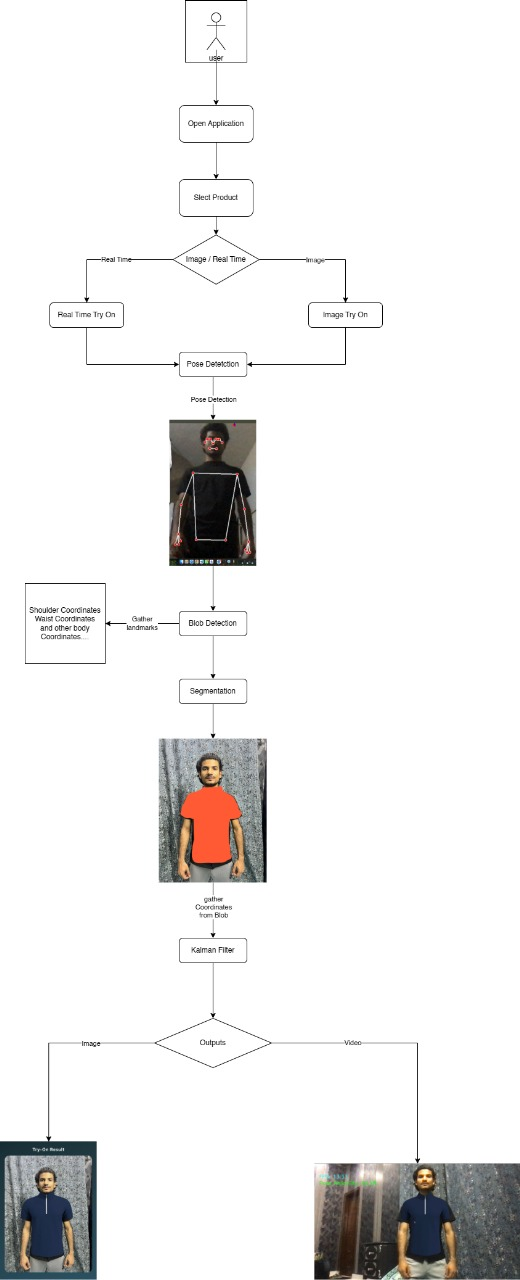 user
Open Application
Slect Product
Image / Real Time
Real Time
Image
Real Time Try On
Image Try On
Pose Detetction
Pose Detection
Shoulder Coordinates
Waist Coordinates
and other body
Coordinates....
Gather
landmarks
Blob Detection
Segmentation
gather
Coordinates
from Blob
Kalman Filter
Outputs
Image
Video
Try-On Result